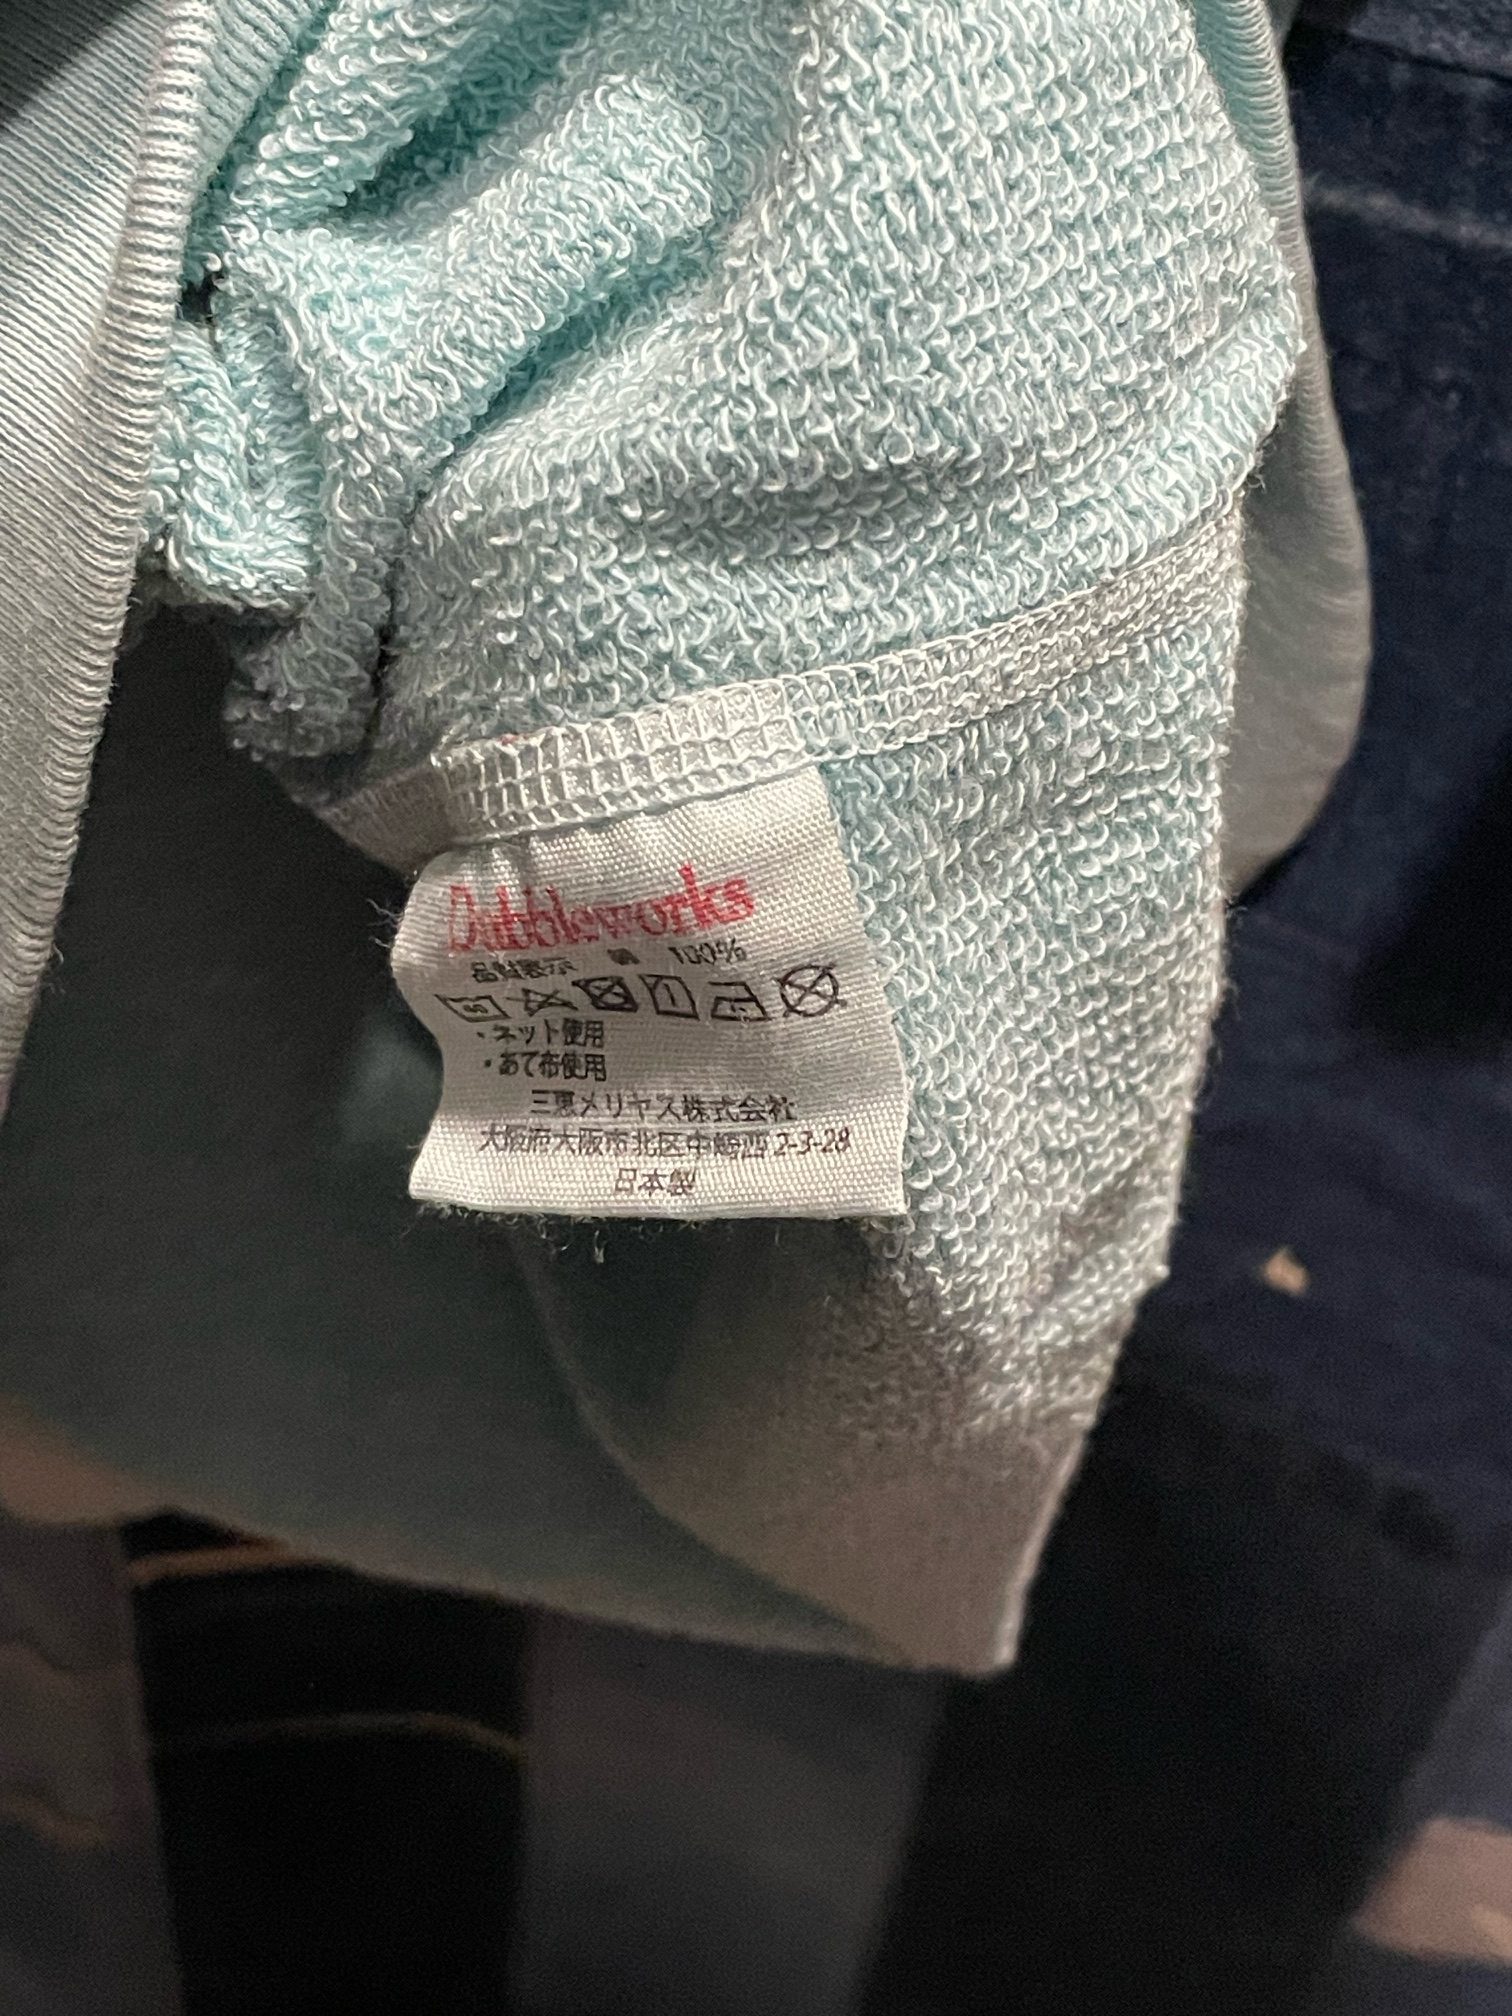 Dubbleworks
品質表示 綿 100%
・ネット使用
・あて布使用
三恵メリヤス株式会社
大阪府大阪市北区中崎西2-3-28
日本製